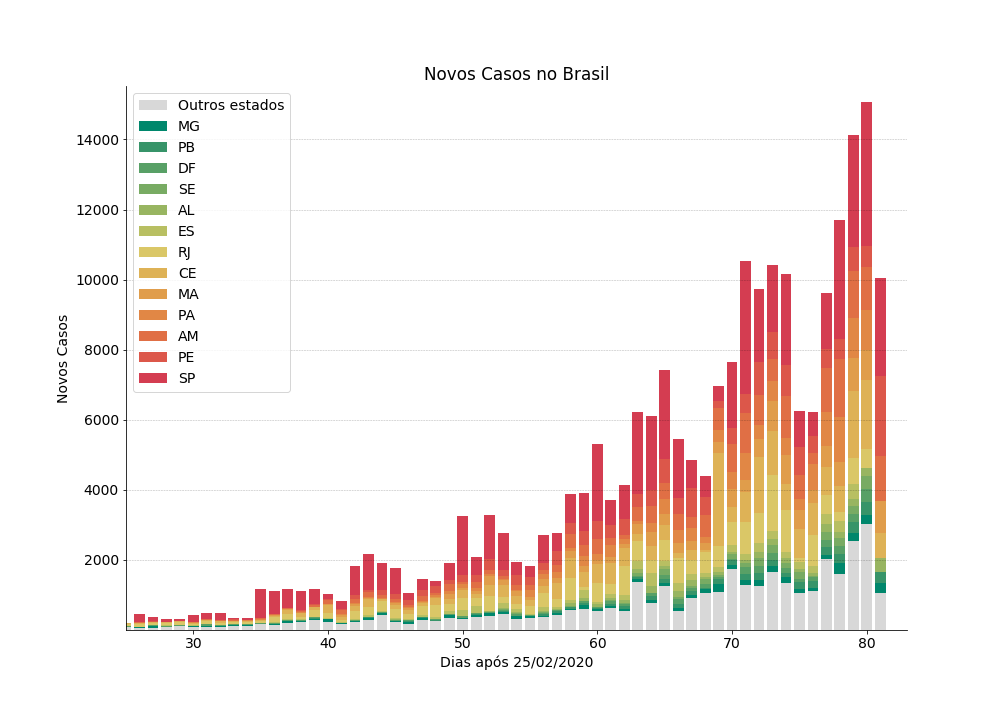 Novos Casos no Brasil
Novos Casos
14000
12000
10000
8000
6000
4000
2000
Outros estados
MG
PB
DF
SE
AL
ES
RJ
CE
MA
PA
AM
PE
SP
30 40 50 60 70 80
Dias após 25/02/2020